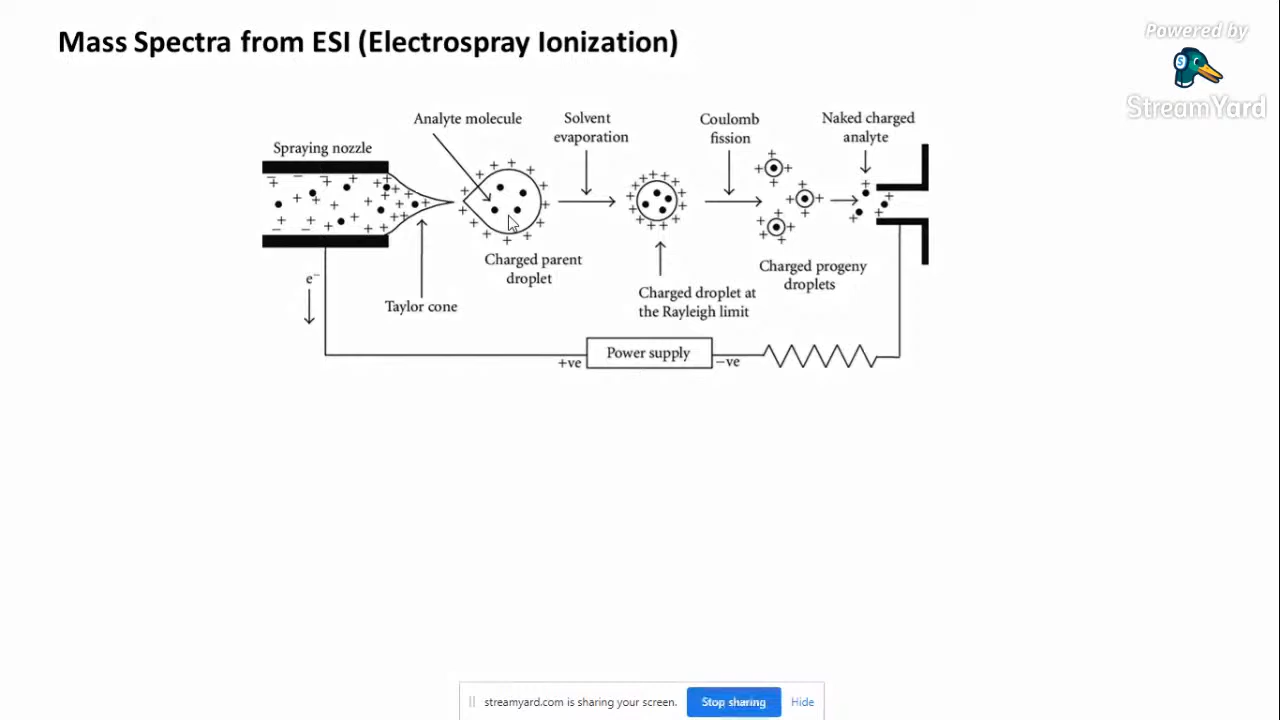 Mass Spectra from ESI (Electrospray Ionization)
Powered by
S
StreamYard
Analyte molecule
Solvent
evaporation
Coulomb
fission
Naked charged
analyte
Spraying nozzle
Charged parent
droplet
Charged progeny
droplets
e⁻
Taylor cone
Charged droplet at
the Rayleigh limit
+ve
Power supply
−ve
streamyard.com is sharing your screen.
Stop sharing
Hide